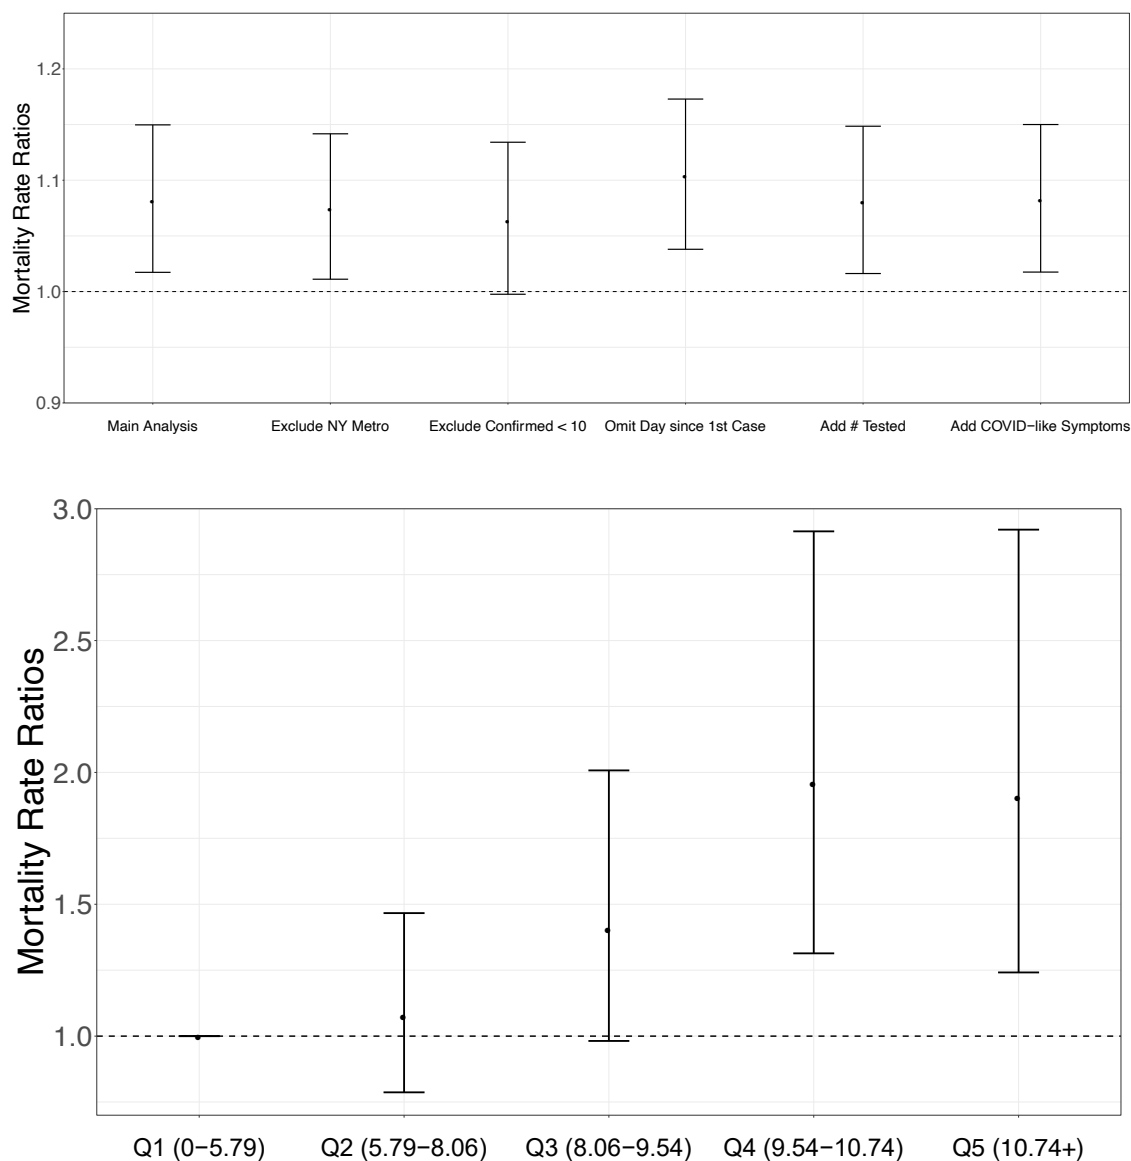 Mortality Rate Ratios
1.2
1.1
1.0
0.9
Main Analysis
Exclude NY Metro
Exclude Confirmed < 10
Omit Day since 1st Case
Add # Tested
Add COVID−like Symptoms
Mortality Rate Ratios
3.0
2.5
2.0
1.5
1.0
Q1 (0−5.79)
Q2 (5.79−8.06)
Q3 (8.06−9.54)
Q4 (9.54−10.74)
Q5 (10.74+)